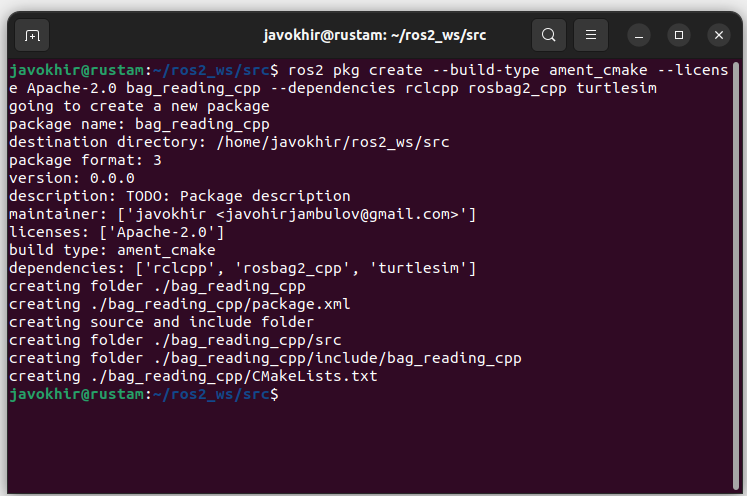 javokhir@rustam: ~/ros2_ws/src
javokhir@rustam:~/ros2_ws/src$ ros2 pkg create --build-type ament_cmake --licens
e Apache-2.0 bag_reading_cpp --dependencies rclcpp rosbag2_cpp turtlesim
going to create a new package
package name: bag_reading_cpp
destination directory: /home/javokhir/ros2_ws/src
package format: 3
version: 0.0.0
description: TODO: Package description
maintainer: ['javokhir <javohirjambulov@gmail.com>']
licenses: ['Apache-2.0']
build type: ament_cmake
dependencies: ['rclcpp', 'rosbag2_cpp', 'turtlesim']
creating folder ./bag_reading_cpp
creating ./bag_reading_cpp/package.xml
creating source and include folder
creating folder ./bag_reading_cpp/src
creating folder ./bag_reading_cpp/include/bag_reading_cpp
creating ./bag_reading_cpp/CMakeLists.txt
javokhir@rustam:~/ros2_ws/src$